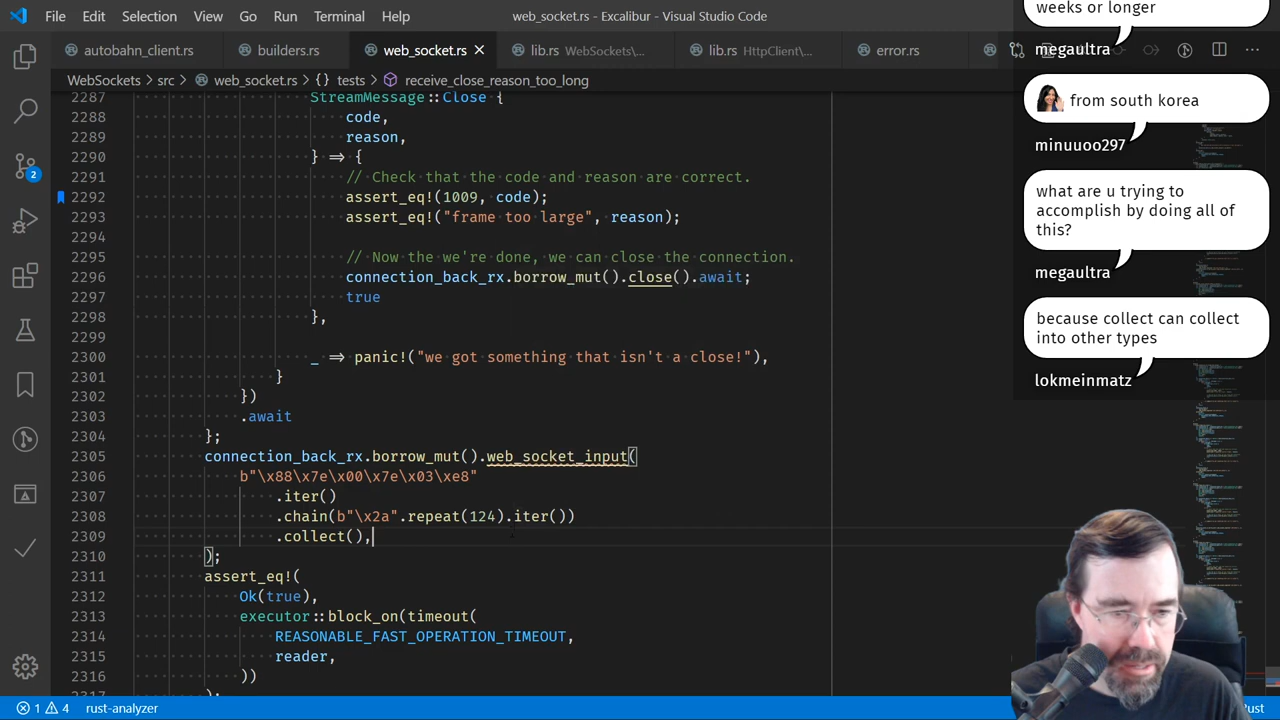 File Edit Selection View Go Run Terminal Help
web_socket.rs - Excalibur - Visual Studio Code
autobahn_client.rs builders.rs web_socket.rs lib.rs WebSockets\ lib.rs HttpClient\ error.rs
WebSockets > src > web_socket.rs > {} tests > receive_close_reason_too_long
2287 StreamMessage::Close {
2288 code,
2289 reason,
2290 } => {
2291 // Check that the code and reason are correct.
2292 assert_eq!(1009, code);
2293 assert_eq!("frame too large", reason);
2294
2295 // Now the we're done, we can close the connection.
2296 connection_back_rx.borrow_mut().close().await;
2297 true
2298 },
2299
2300 _ => panic!("we got something that isn't a close!"),
2301 }
2302 })
2303 .await
2304 };
2305 connection_back_rx.borrow_mut().web_socket_input(
2306 b"\x88\x7e\x00\x7e\x03\xe8"
2307 .iter()
2308 .chain(b"\x2a".repeat(124).iter())
2309 .collect(),
2310 );
2311 assert_eq!(
2312 Ok(true),
2313 executor::block_on(timeout(
2314 REASONABLE_FAST_OPERATION_TIMEOUT,
2315 reader,
2316 ))
2317 );
weeks or longer
megaultra
from south korea
minuuoo297
what are u trying to
accomplish by doing all of
this?
megaultra
because collect can collect
into other types
lokmeinmatz
2
1 4 rust-analyzer
Rust